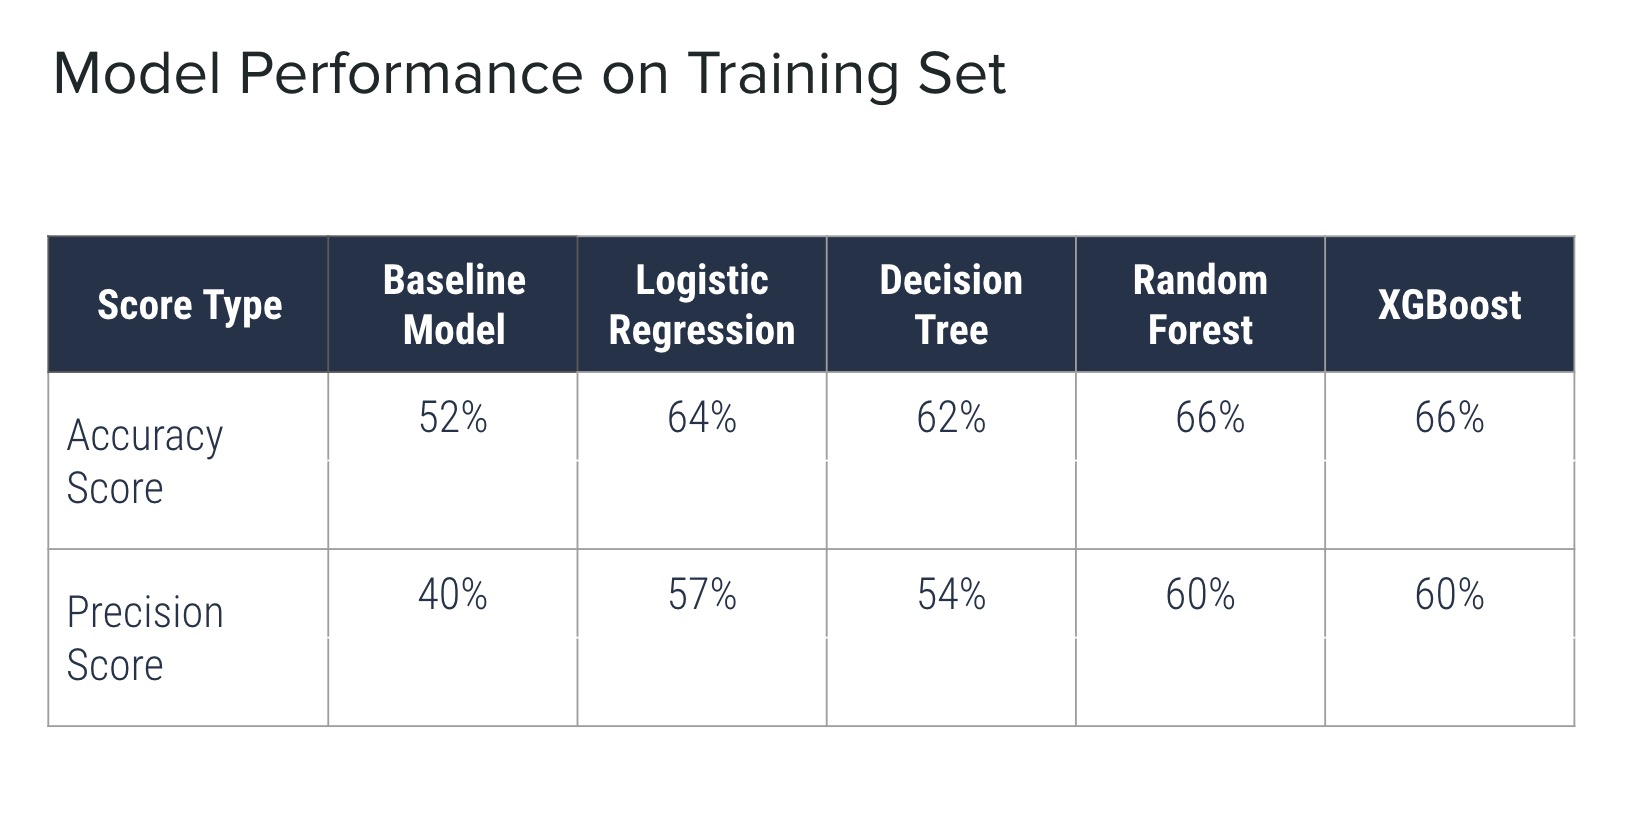 Model Performance on Training Set
Score Type
Baseline
Model
Logistic
Regression
Decision
Tree
Random
Forest
XGBoost
Accuracy
Score
52%
64%
62%
66%
66%
Precision
Score
40%
57%
54%
60%
60%